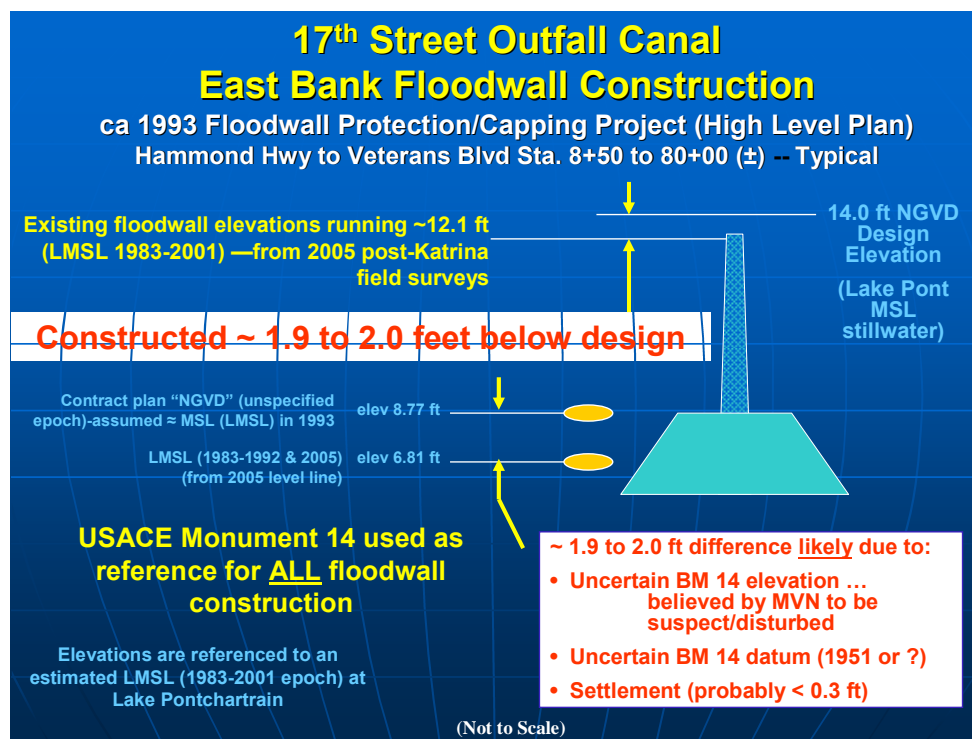 17th Street Outfall Canal
East Bank Floodwall Construction
ca 1993 Floodwall Protection/Capping Project (High Level Plan)
Hammond Hwy to Veterans Blvd Sta. 8+50 to 80+00 (±) -- Typical
Existing floodwall elevations running ~12.1 ft
(LMSL 1983-2001) —from 2005 post-Katrina
field surveys
14.0 ft NGVD
Design
Elevation
(Lake Pont
MSL
stillwater)
Constructed ~ 1.9 to 2.0 feet below design
Contract plan “NGVD” (unspecified
epoch)-assumed ≈ MSL (LMSL) in 1993
elev 8.77 ft
LMSL (1983-1992 & 2005)
(from 2005 level line)
elev 6.81 ft
USACE Monument 14 used as
reference for ALL floodwall
construction
Elevations are referenced to an
estimated LMSL (1983-2001 epoch) at
Lake Pontchartrain
~ 1.9 to 2.0 ft difference likely due to:
• Uncertain BM 14 elevation …
believed by MVN to be
suspect/disturbed
• Uncertain BM 14 datum (1951 or ?)
• Settlement (probably < 0.3 ft)
(Not to Scale)